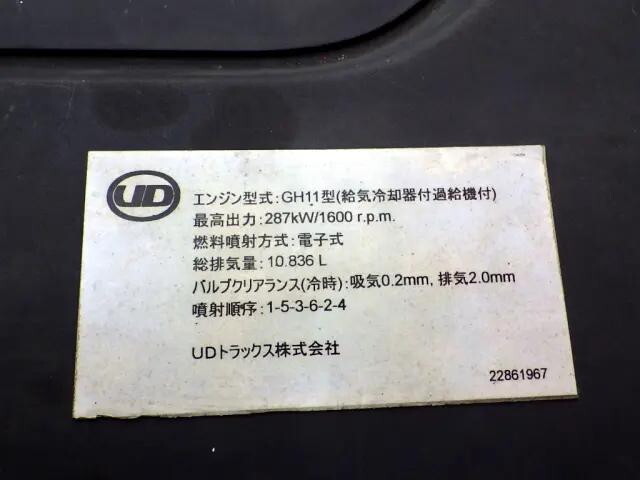 UD
エンジン型式:GH11型(給気冷却器付過給機付)
最高出力:287kW/1600 r.p.m.
燃料噴射方式:電子式
総排気量:10.836 L
バルブクリアランス(冷時):吸気0.2mm, 排気2.0mm
噴射順序:1-5-3-6-2-4
UDトラックス株式会社
22861967